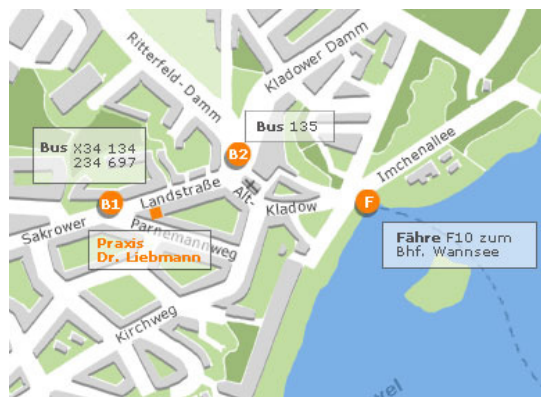 Ritterfeld-Damm
Kladower Damm
Bus 135
Bus X34 134
234 697
B2
Imchenallee
Landstraße
Alt-
Kladow
B1
F
Sakrower
Parnemannweg
Praxis
Dr. Liebmann
Fähre F10 zum
Bhf. Wannsee
Kirchweg